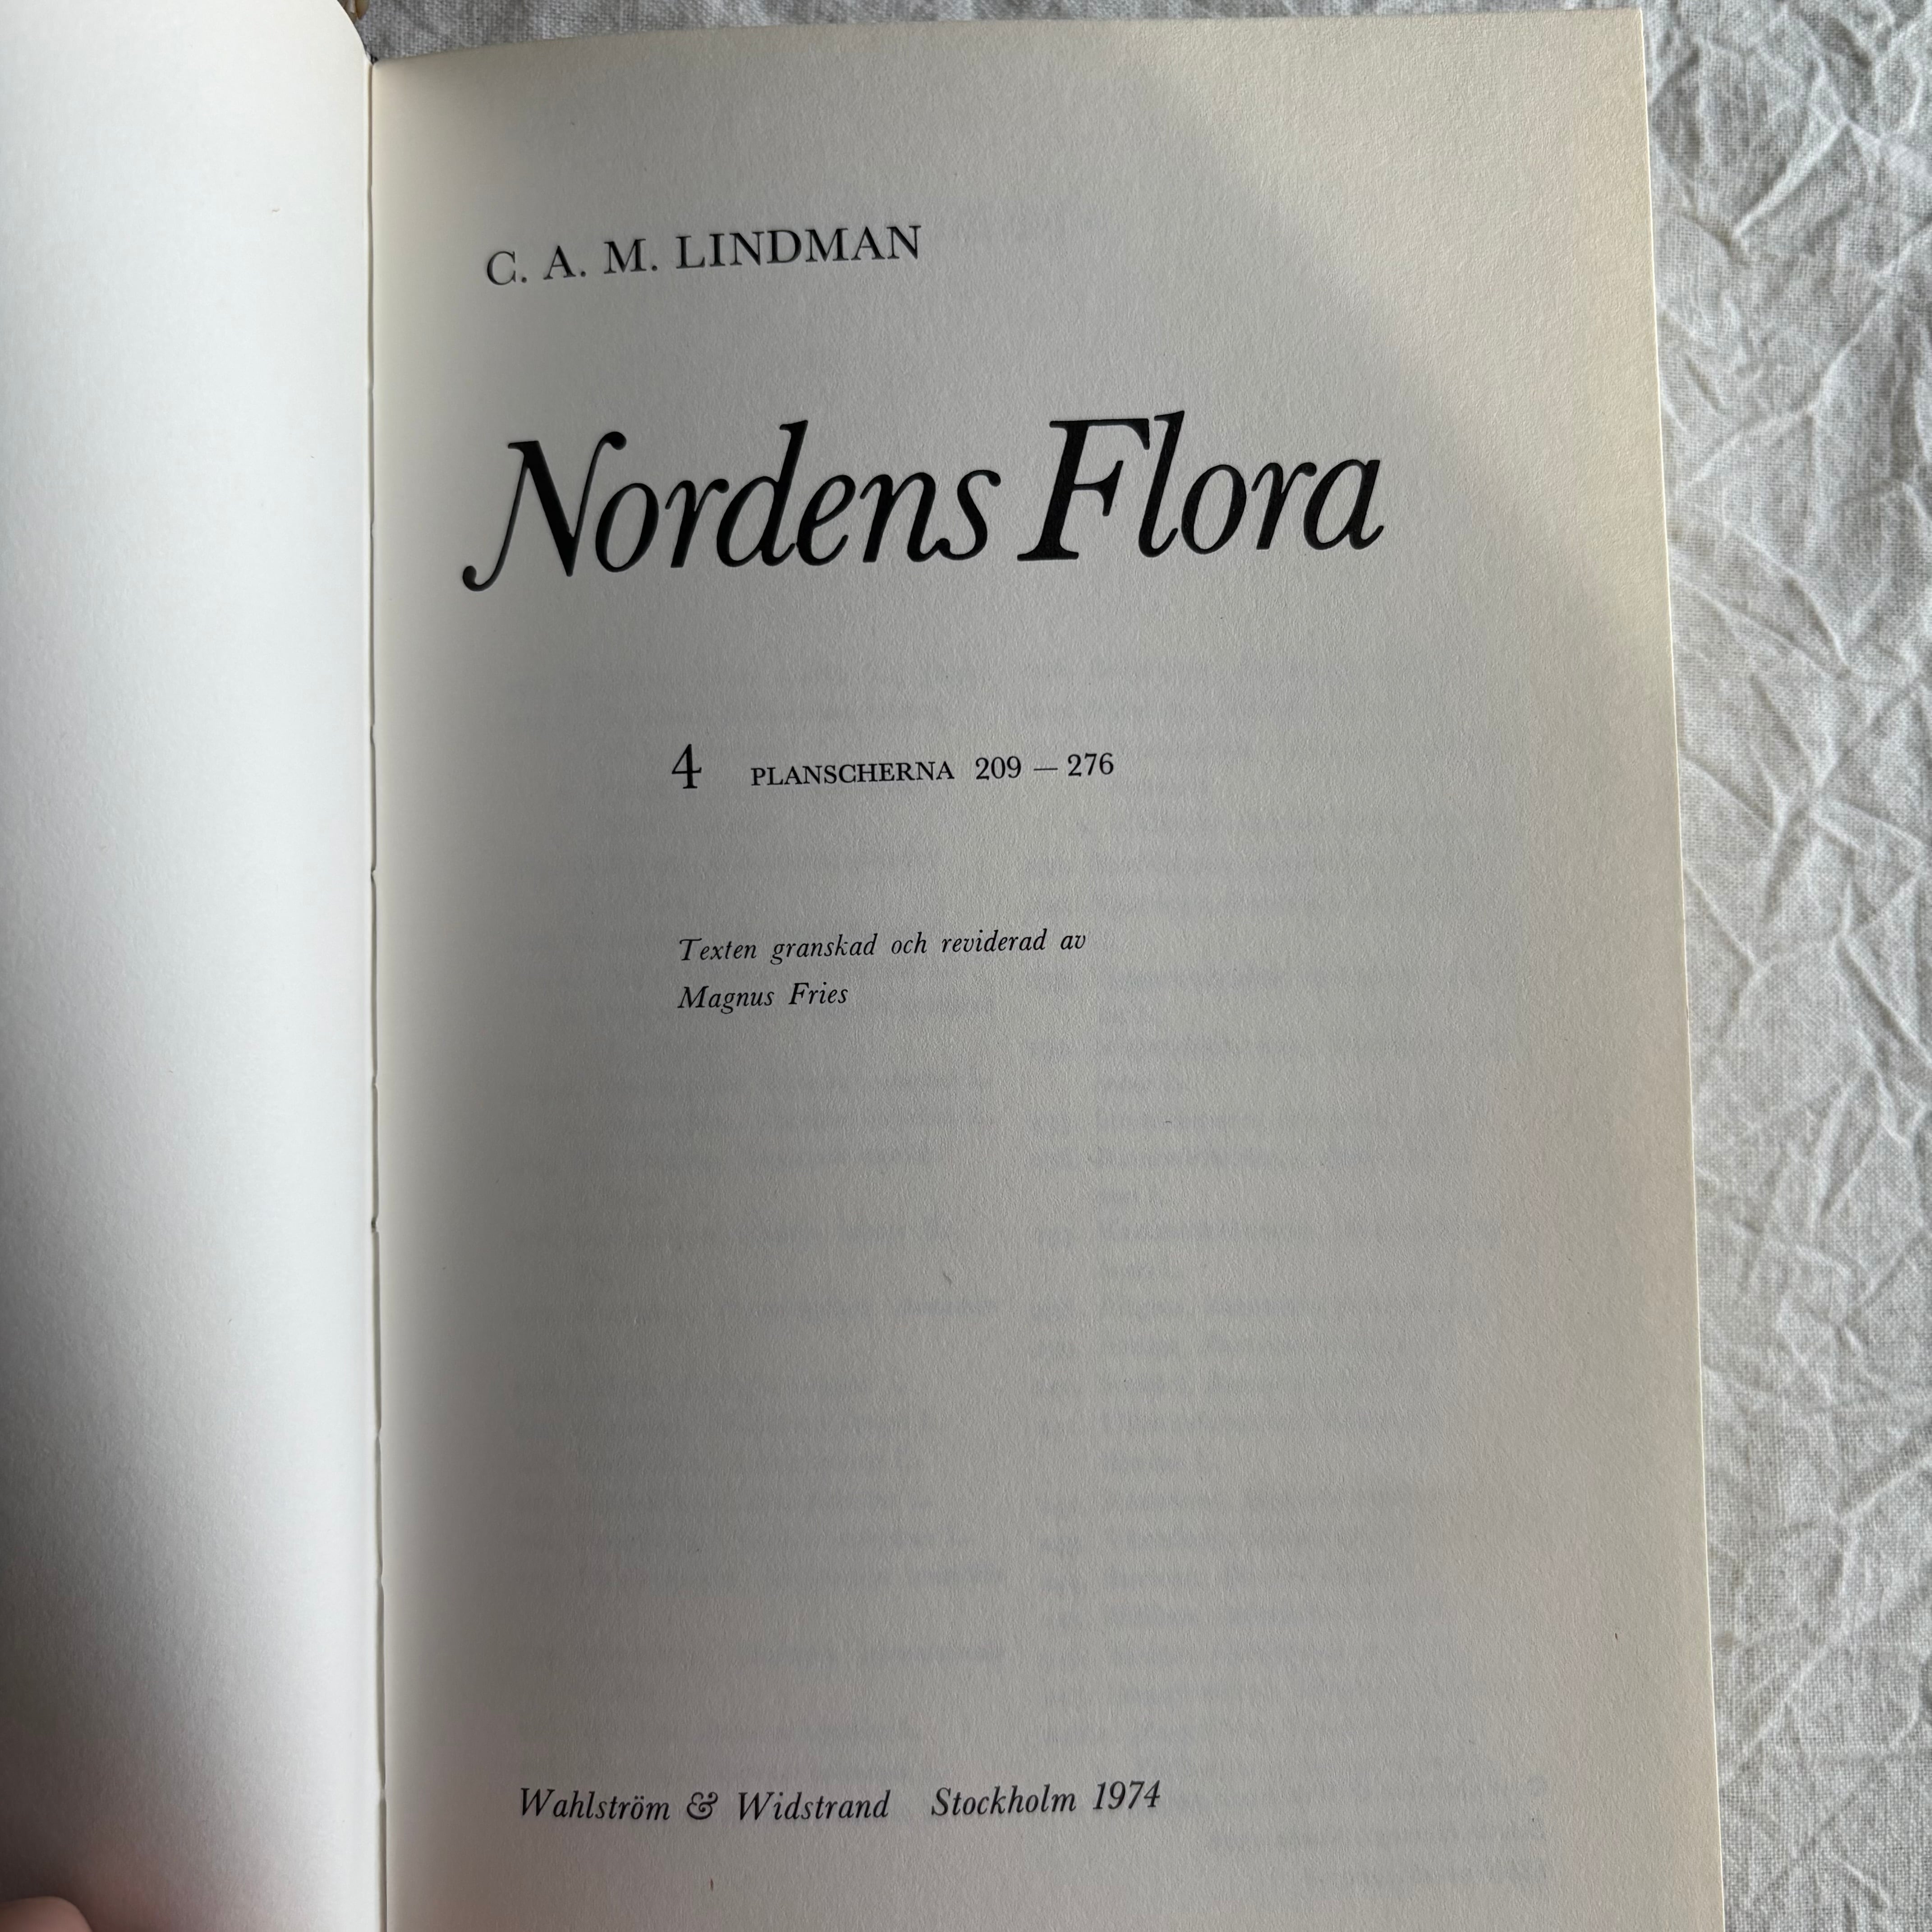 C. A. M. LINDMAN
Nordens Flora
4 PLANSCHERNA 209 — 276
Texten granskad och reviderad av
Magnus Fries
Wahlström & Widstrand Stockholm 1974